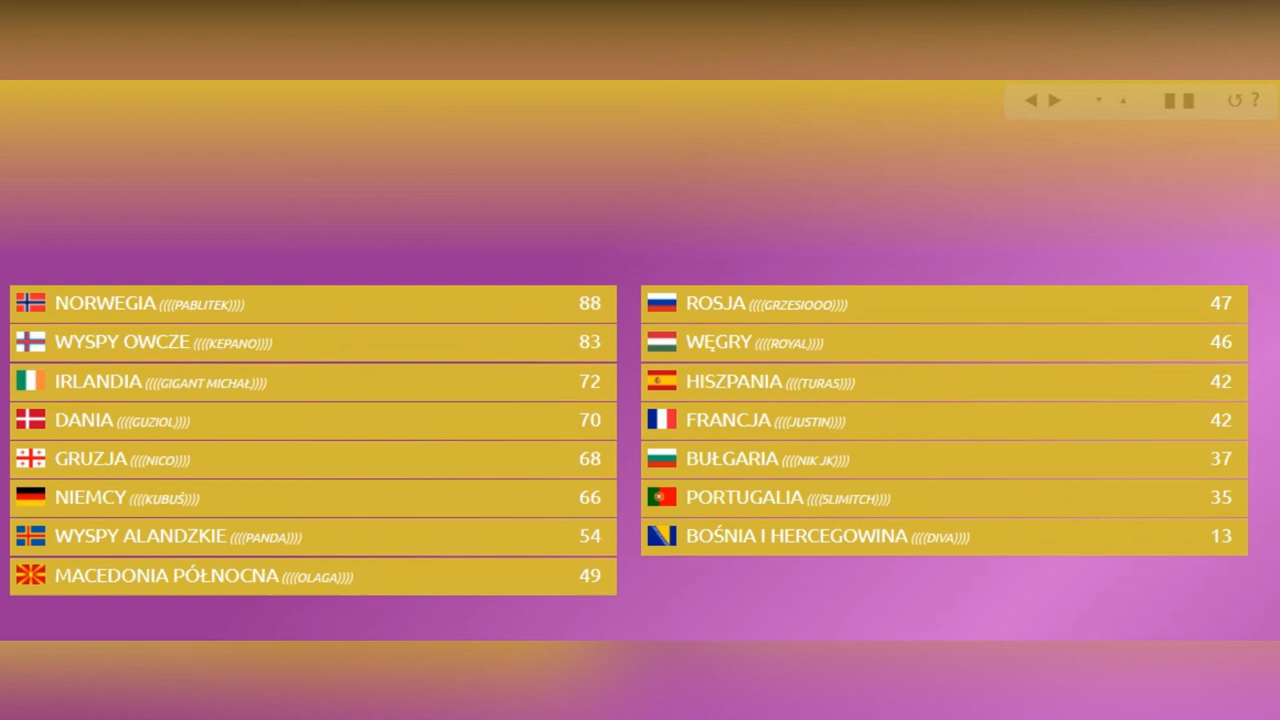 NORWEGIA ((((PABLITEK)))) 88
WYSPY OWCZE ((((KEPANO)))) 83
IRLANDIA ((((GIGANT MICHAŁ)))) 72
DANIA ((((GUZIOL)))) 70
GRUZJA ((((NICO)))) 68
NIEMCY ((((KUBUŚ)))) 66
WYSPY ALANDZKIE ((((PANDA)))) 54
MACEDONIA PÓŁNOCNA ((((OLAGA)))) 49
ROSJA ((((GRZESIOOO)))) 47
WĘGRY ((((ROYAL)))) 46
HISZPANIA ((((TURAS)))) 42
FRANCJA ((((JUSTIN)))) 42
BUŁGARIA ((((NIK JK)))) 37
PORTUGALIA ((((SLIMITCH)))) 35
BOŚNIA I HERCEGOWINA ((((DIVA)))) 13